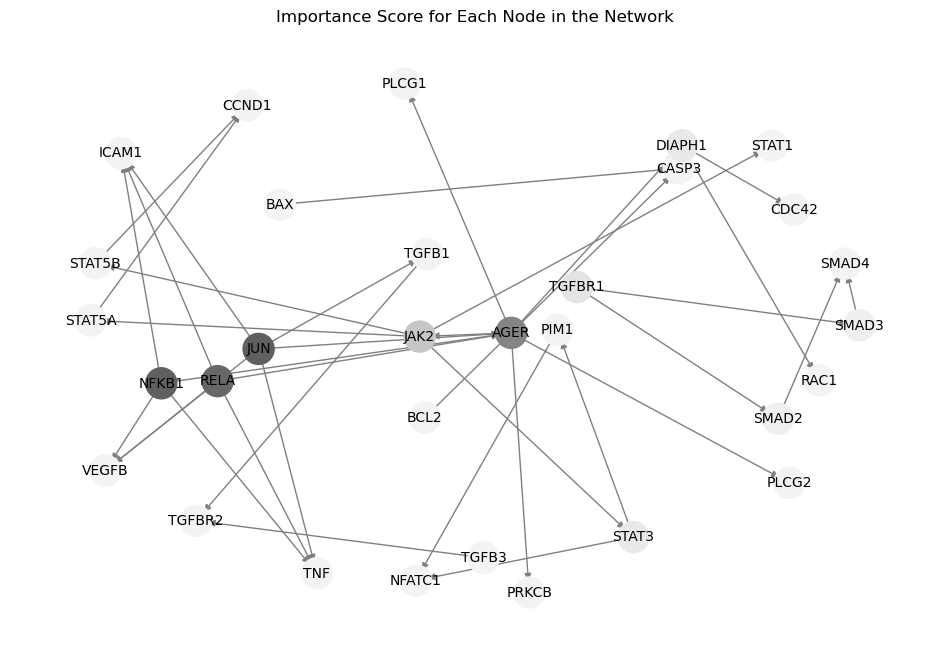 Importance Score for Each Node in the Network
PLCG1
CCND1
ICAM1
DIAPH1
STAT1
CASP3
BAX
CDC42
TGFB1
STAT5B
SMAD4
TGFBR1
STAT5A
SMAD3
PIM1
AGER
JAK2
JUN
RELA
NFKB1
RAC1
BCL2
SMAD2
VEGFB
PLCG2
TGFBR2
STAT3
TGFB3
TNF
NFATC1
PRKCB